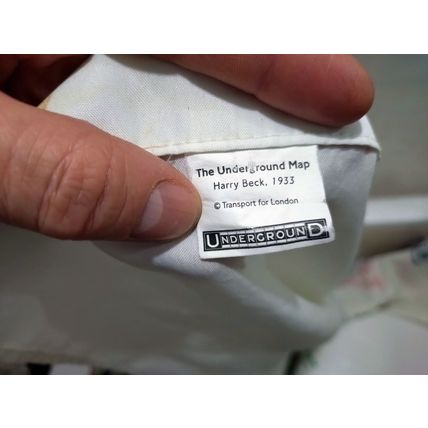 The Underground Map
Harry Beck, 1933
© Transport for London
UNDERGROUND